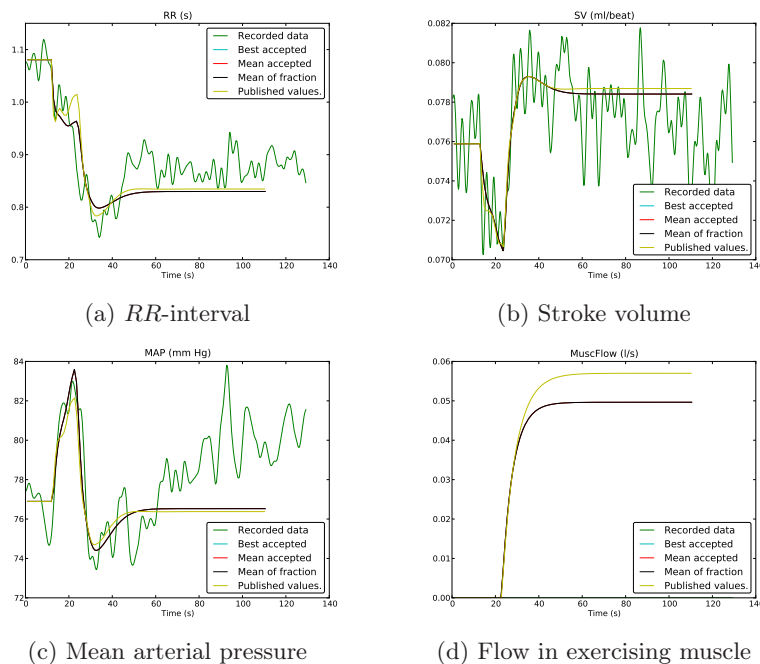 RR (s)
1.1
1.0
0.9
0.8
0.7
0 20 40 60 80 100 120 140
Time (s)
Recorded data
Best accepted
Mean accepted
Mean of fraction
Published values.
(a) RR-interval
SV (ml/beat)
0.082
0.080
0.078
0.076
0.074
0.072
0.070
0 20 40 60 80 100 120 140
Time (s)
Recorded data
Best accepted
Mean accepted
Mean of fraction
Published values.
(b) Stroke volume
MAP (mm Hg)
84
82
80
78
76
74
72
0 20 40 60 80 100 120 140
Time (s)
Recorded data
Best accepted
Mean accepted
Mean of fraction
Published values.
(c) Mean arterial pressure
MuscFlow (l/s)
0.06
0.05
0.04
0.03
0.02
0.01
0.00
0 20 40 60 80 100 120 140
Time (s)
Recorded data
Best accepted
Mean accepted
Mean of fraction
Published values.
(d) Flow in exercising muscle